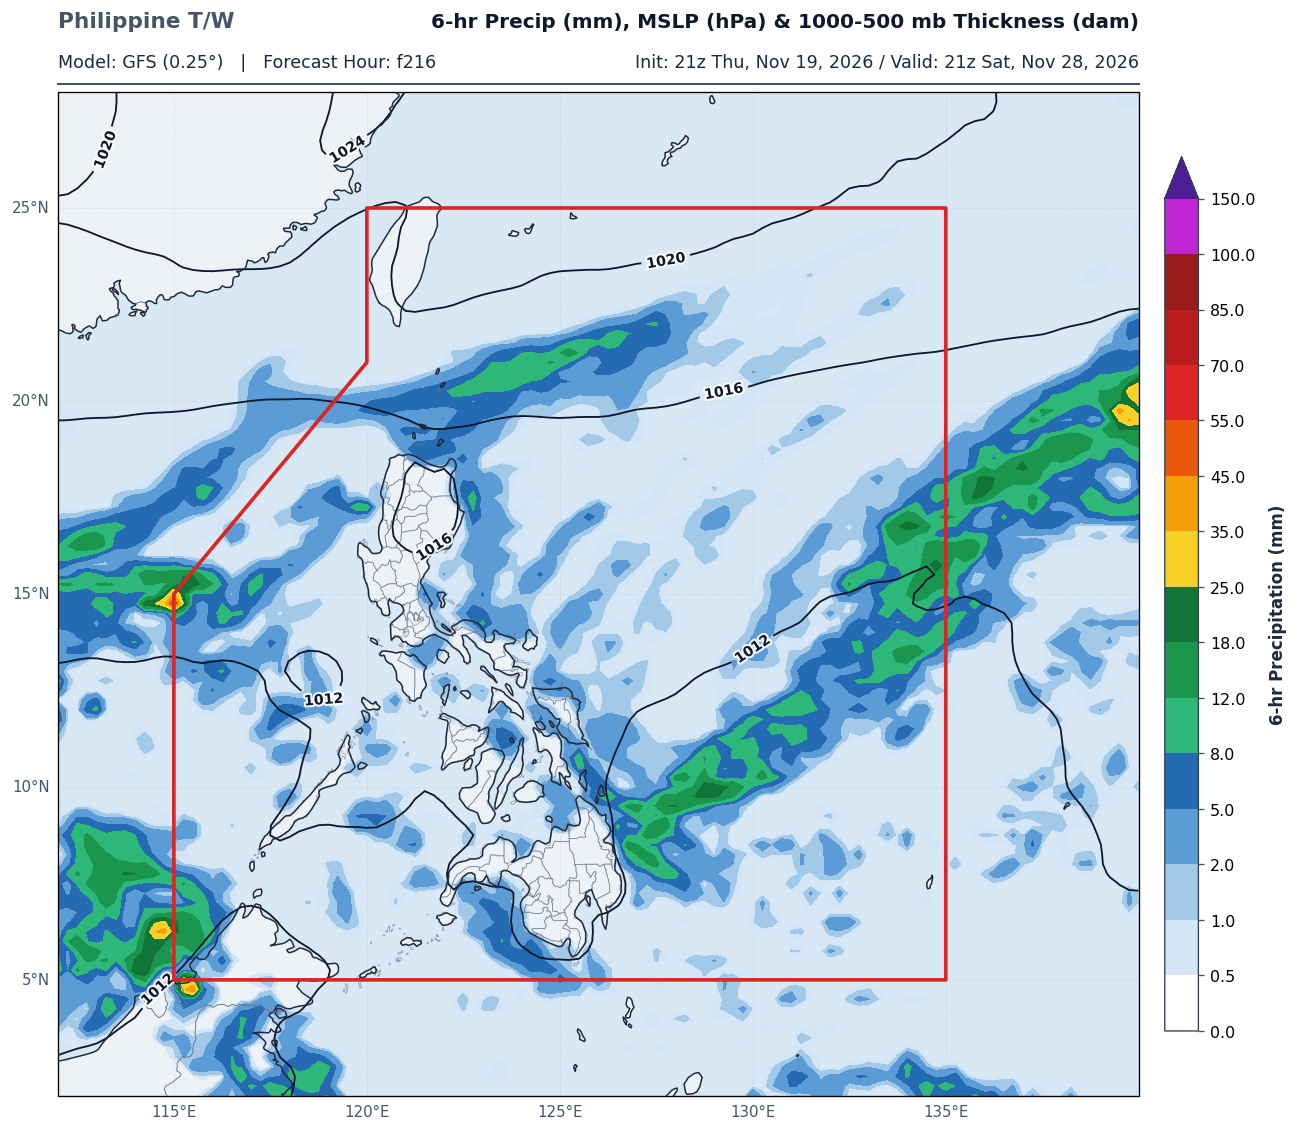 Philippine T/W
6-hr Precip (mm), MSLP (hPa) & 1000-500 mb Thickness (dam)
Model: GFS (0.25°)   |   Forecast Hour: f216
Init: 21z Thu, Nov 19, 2026 / Valid: 21z Sat, Nov 28, 2026
1020
1024
1020
1016
1016
1012
1012
1012
25°N
20°N
15°N
10°N
5°N
115°E
120°E
125°E
130°E
135°E
150.0
100.0
85.0
70.0
55.0
45.0
35.0
25.0
18.0
12.0
8.0
5.0
2.0
1.0
0.5
0.0
6-hr Precipitation (mm)